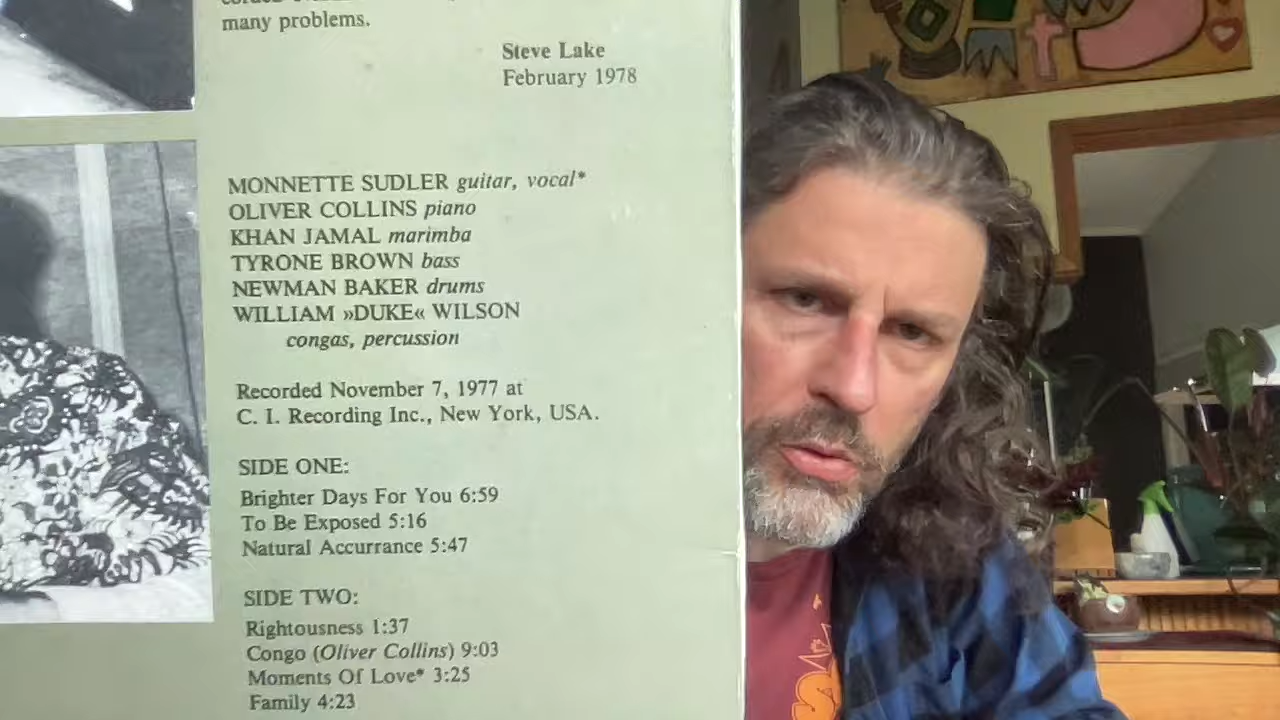 many problems.
Steve Lake
February 1978
MONNETTE SUDLER guitar, vocal*
OLIVER COLLINS piano
KHAN JAMAL marimba
TYRONE BROWN bass
NEWMAN BAKER drums
WILLIAM »DUKE« WILSON
congas, percussion
Recorded November 7, 1977 at
C. I. Recording Inc., New York, USA.
SIDE ONE:
Brighter Days For You 6:59
To Be Exposed 5:16
Natural Accurrance 5:47
SIDE TWO:
Rightousness 1:37
Congo (Oliver Collins) 9:03
Moments Of Love* 3:25
Family 4:23